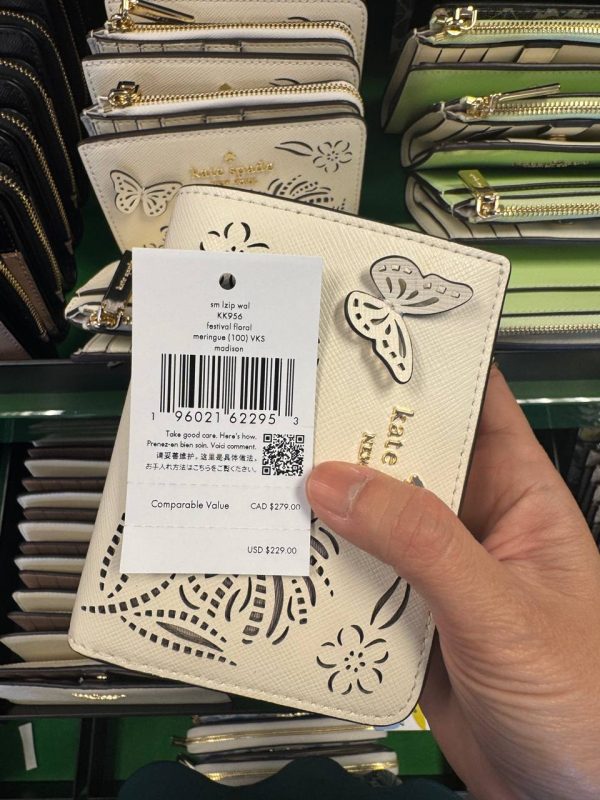 kate spade
sm lzip wal
KK956
festival floral
meringue (100) VKS
madison
1 96021 62295 3
Take good care. Here's how.
Prenez-en bien soin. Voici comment.
请妥善维护。这里是具体做法。
お手入れ方法はこちらをご覧ください。
Comparable Value CAD $279.00
USD $229.00
kate